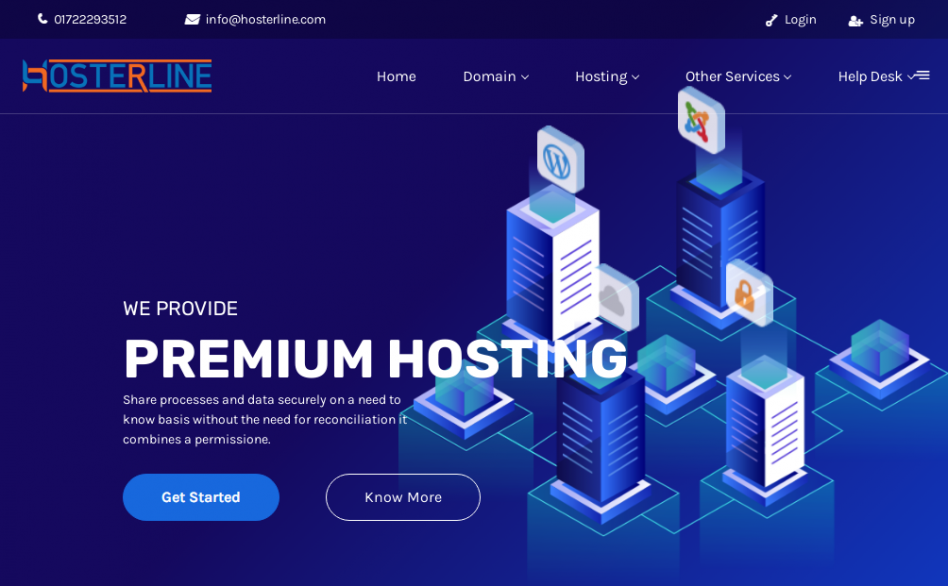 01722293512
info@hosterline.com
Login
Sign up
HOSTERLINE
Home
Domain
Hosting
Other Services
Help Desk
WE PROVIDE
PREMIUM HOSTING
Share processes and data securely on a need to
know basis without the need for reconciliation it
combines a permissione.
Get Started
Know More